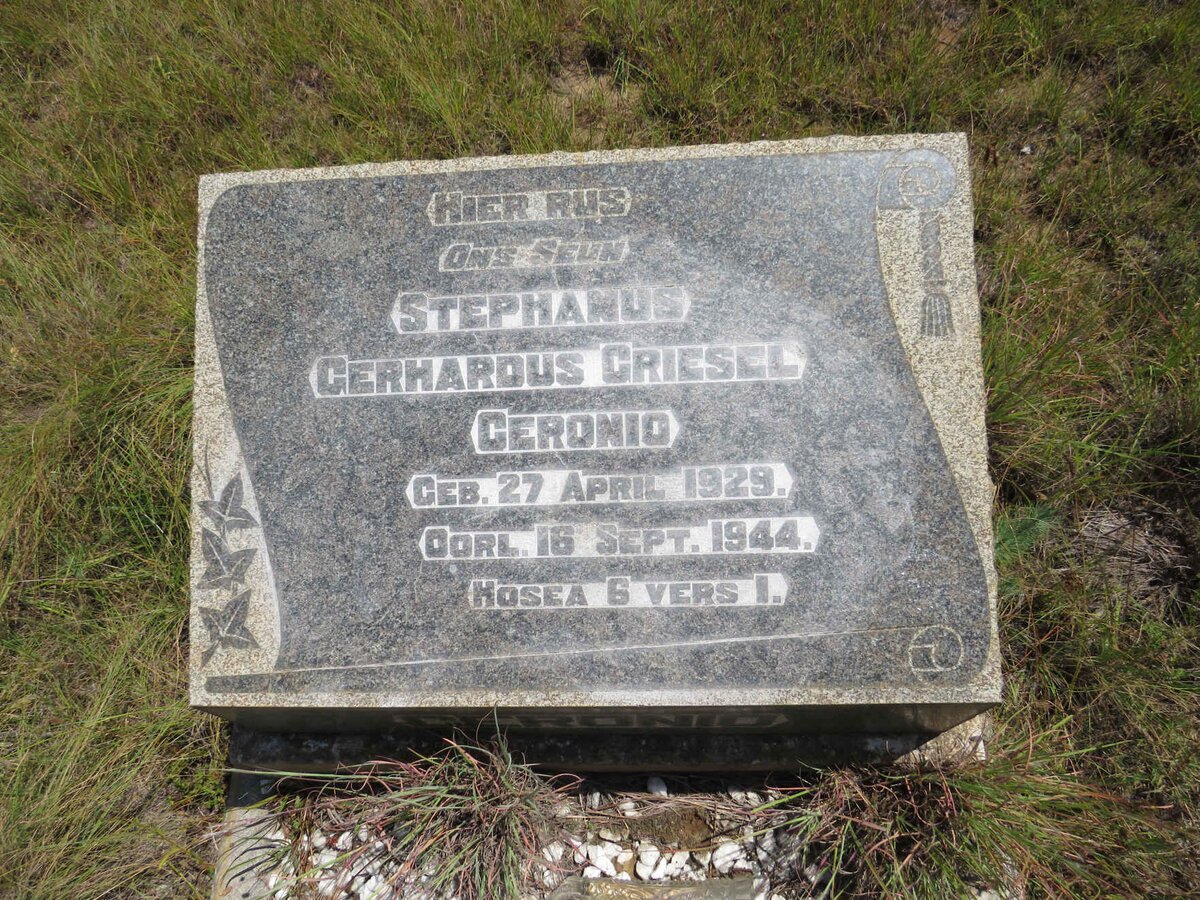 HIER RUS
ONS SEUN
STEPHANUS
GERHARDUS GRIESEL
GERONIO
GEB. 27 APRIL 1929.
OORL. 16 SEPT. 1944.
HOSEA 6 VERS 1.
GERONIO